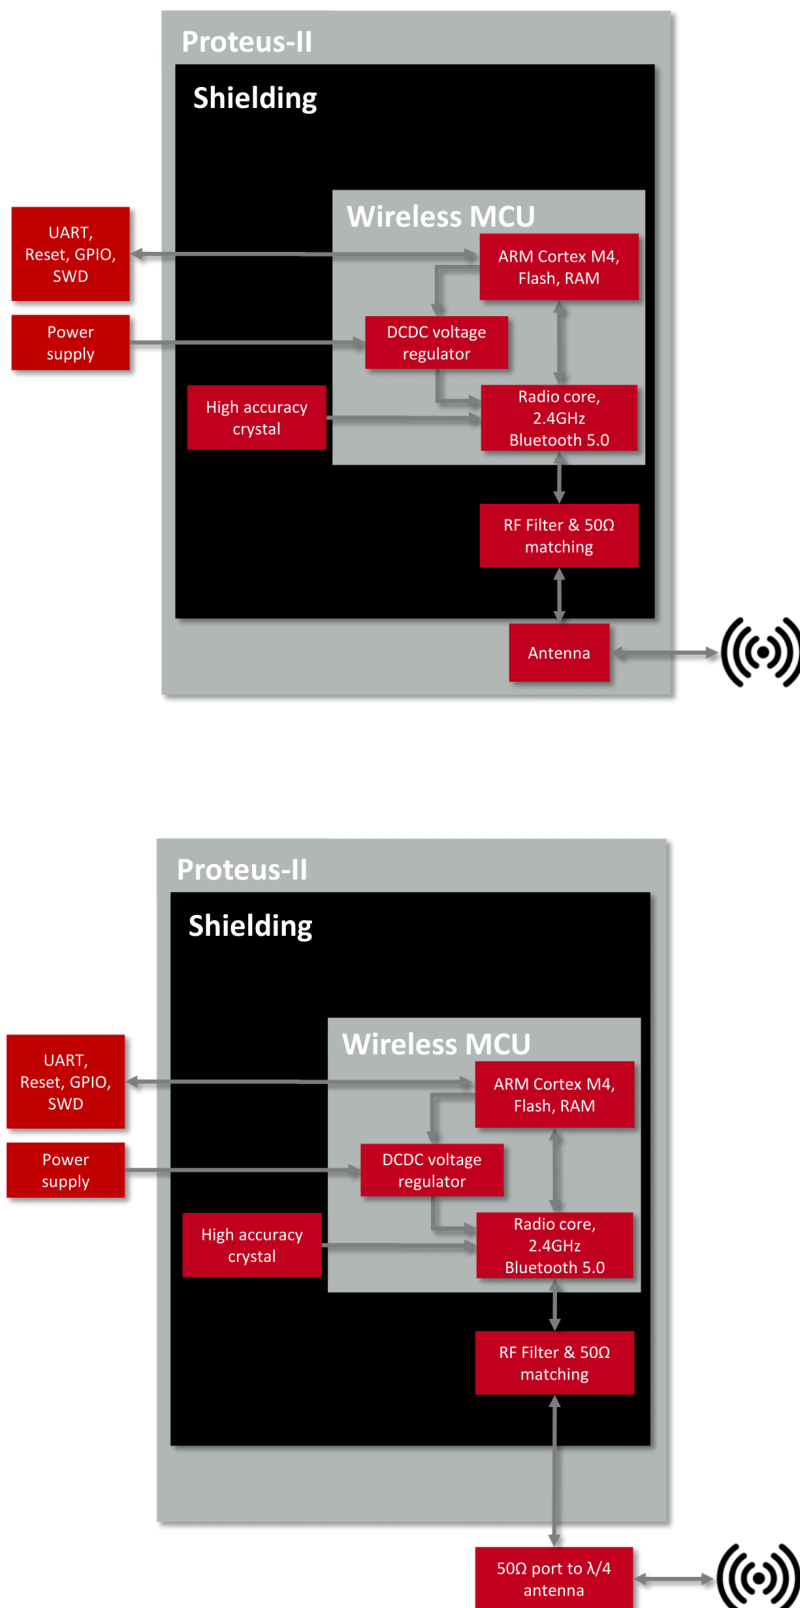 Proteus-II
Shielding
Wireless MCU
UART,
Reset, GPIO,
SWD
ARM Cortex M4,
Flash, RAM
Power
supply
DCDC voltage
regulator
High accuracy
crystal
Radio core,
2.4GHz
Bluetooth 5.0
RF Filter & 50Ω
matching
Antenna
Proteus-II
Shielding
Wireless MCU
UART,
Reset, GPIO,
SWD
ARM Cortex M4,
Flash, RAM
Power
supply
DCDC voltage
regulator
High accuracy
crystal
Radio core,
2.4GHz
Bluetooth 5.0
RF Filter & 50Ω
matching
50Ω port to λ/4
antenna